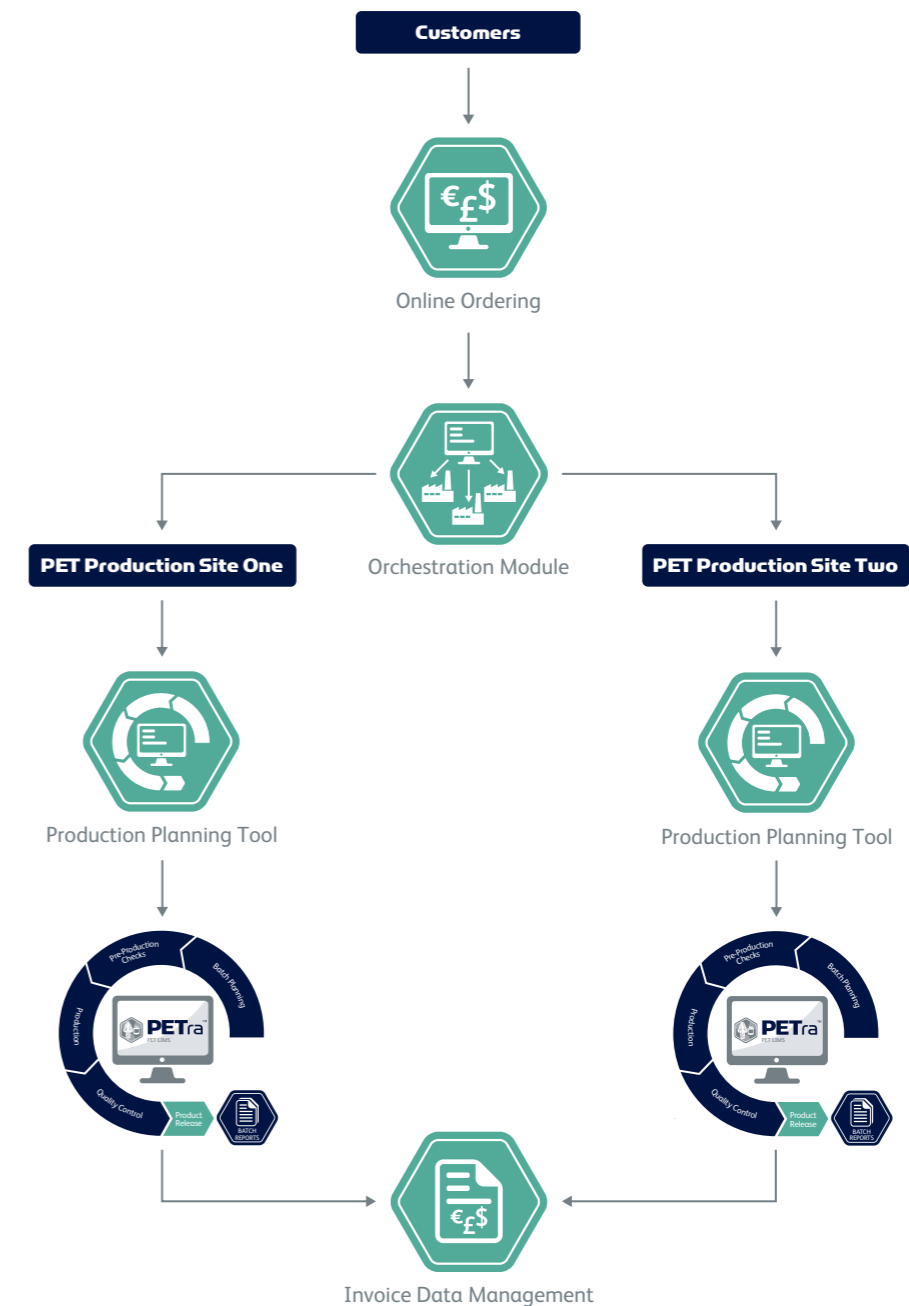 Customers
€£$
Online Ordering
Orchestration Module
PET Production Site One
PET Production Site Two
Production Planning Tool
Production Planning Tool
Batch Planning
Pre-Production
Checks
Production
Quality Control
Product
Release
BATCH
REPORTS
PETra™
PET LIMS
Batch Planning
Pre-Production
Checks
Production
Quality Control
Product
Release
BATCH
REPORTS
PETra™
PET LIMS
€£$
Invoice Data Management